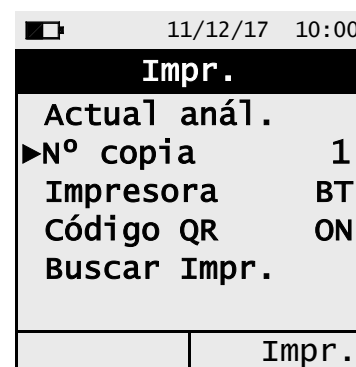 11/12/17 10:00
Impr.
Actual anál.
►Nº copia 1
Impresora BT
Código QR ON
Buscar Impr.
Impr.